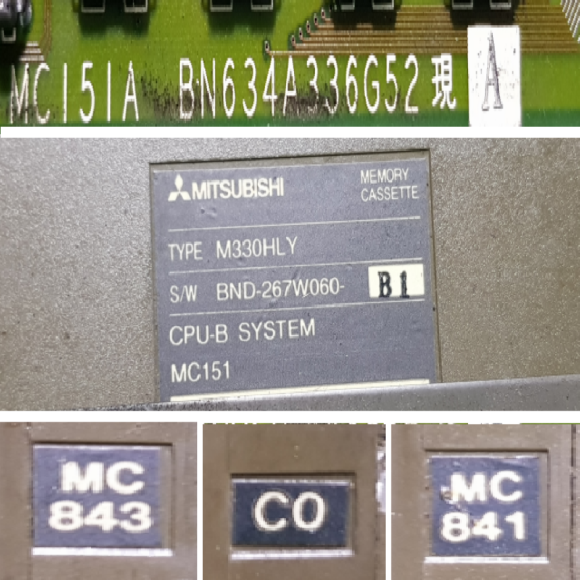 MC151A BN634A336G52 現 A
MITSUBISHI
MEMORY
CASSETTE
TYPE M330HLY
S/W BND-267W060- B1
CPU-B SYSTEM
MC151
MC
843
C0
MC
841